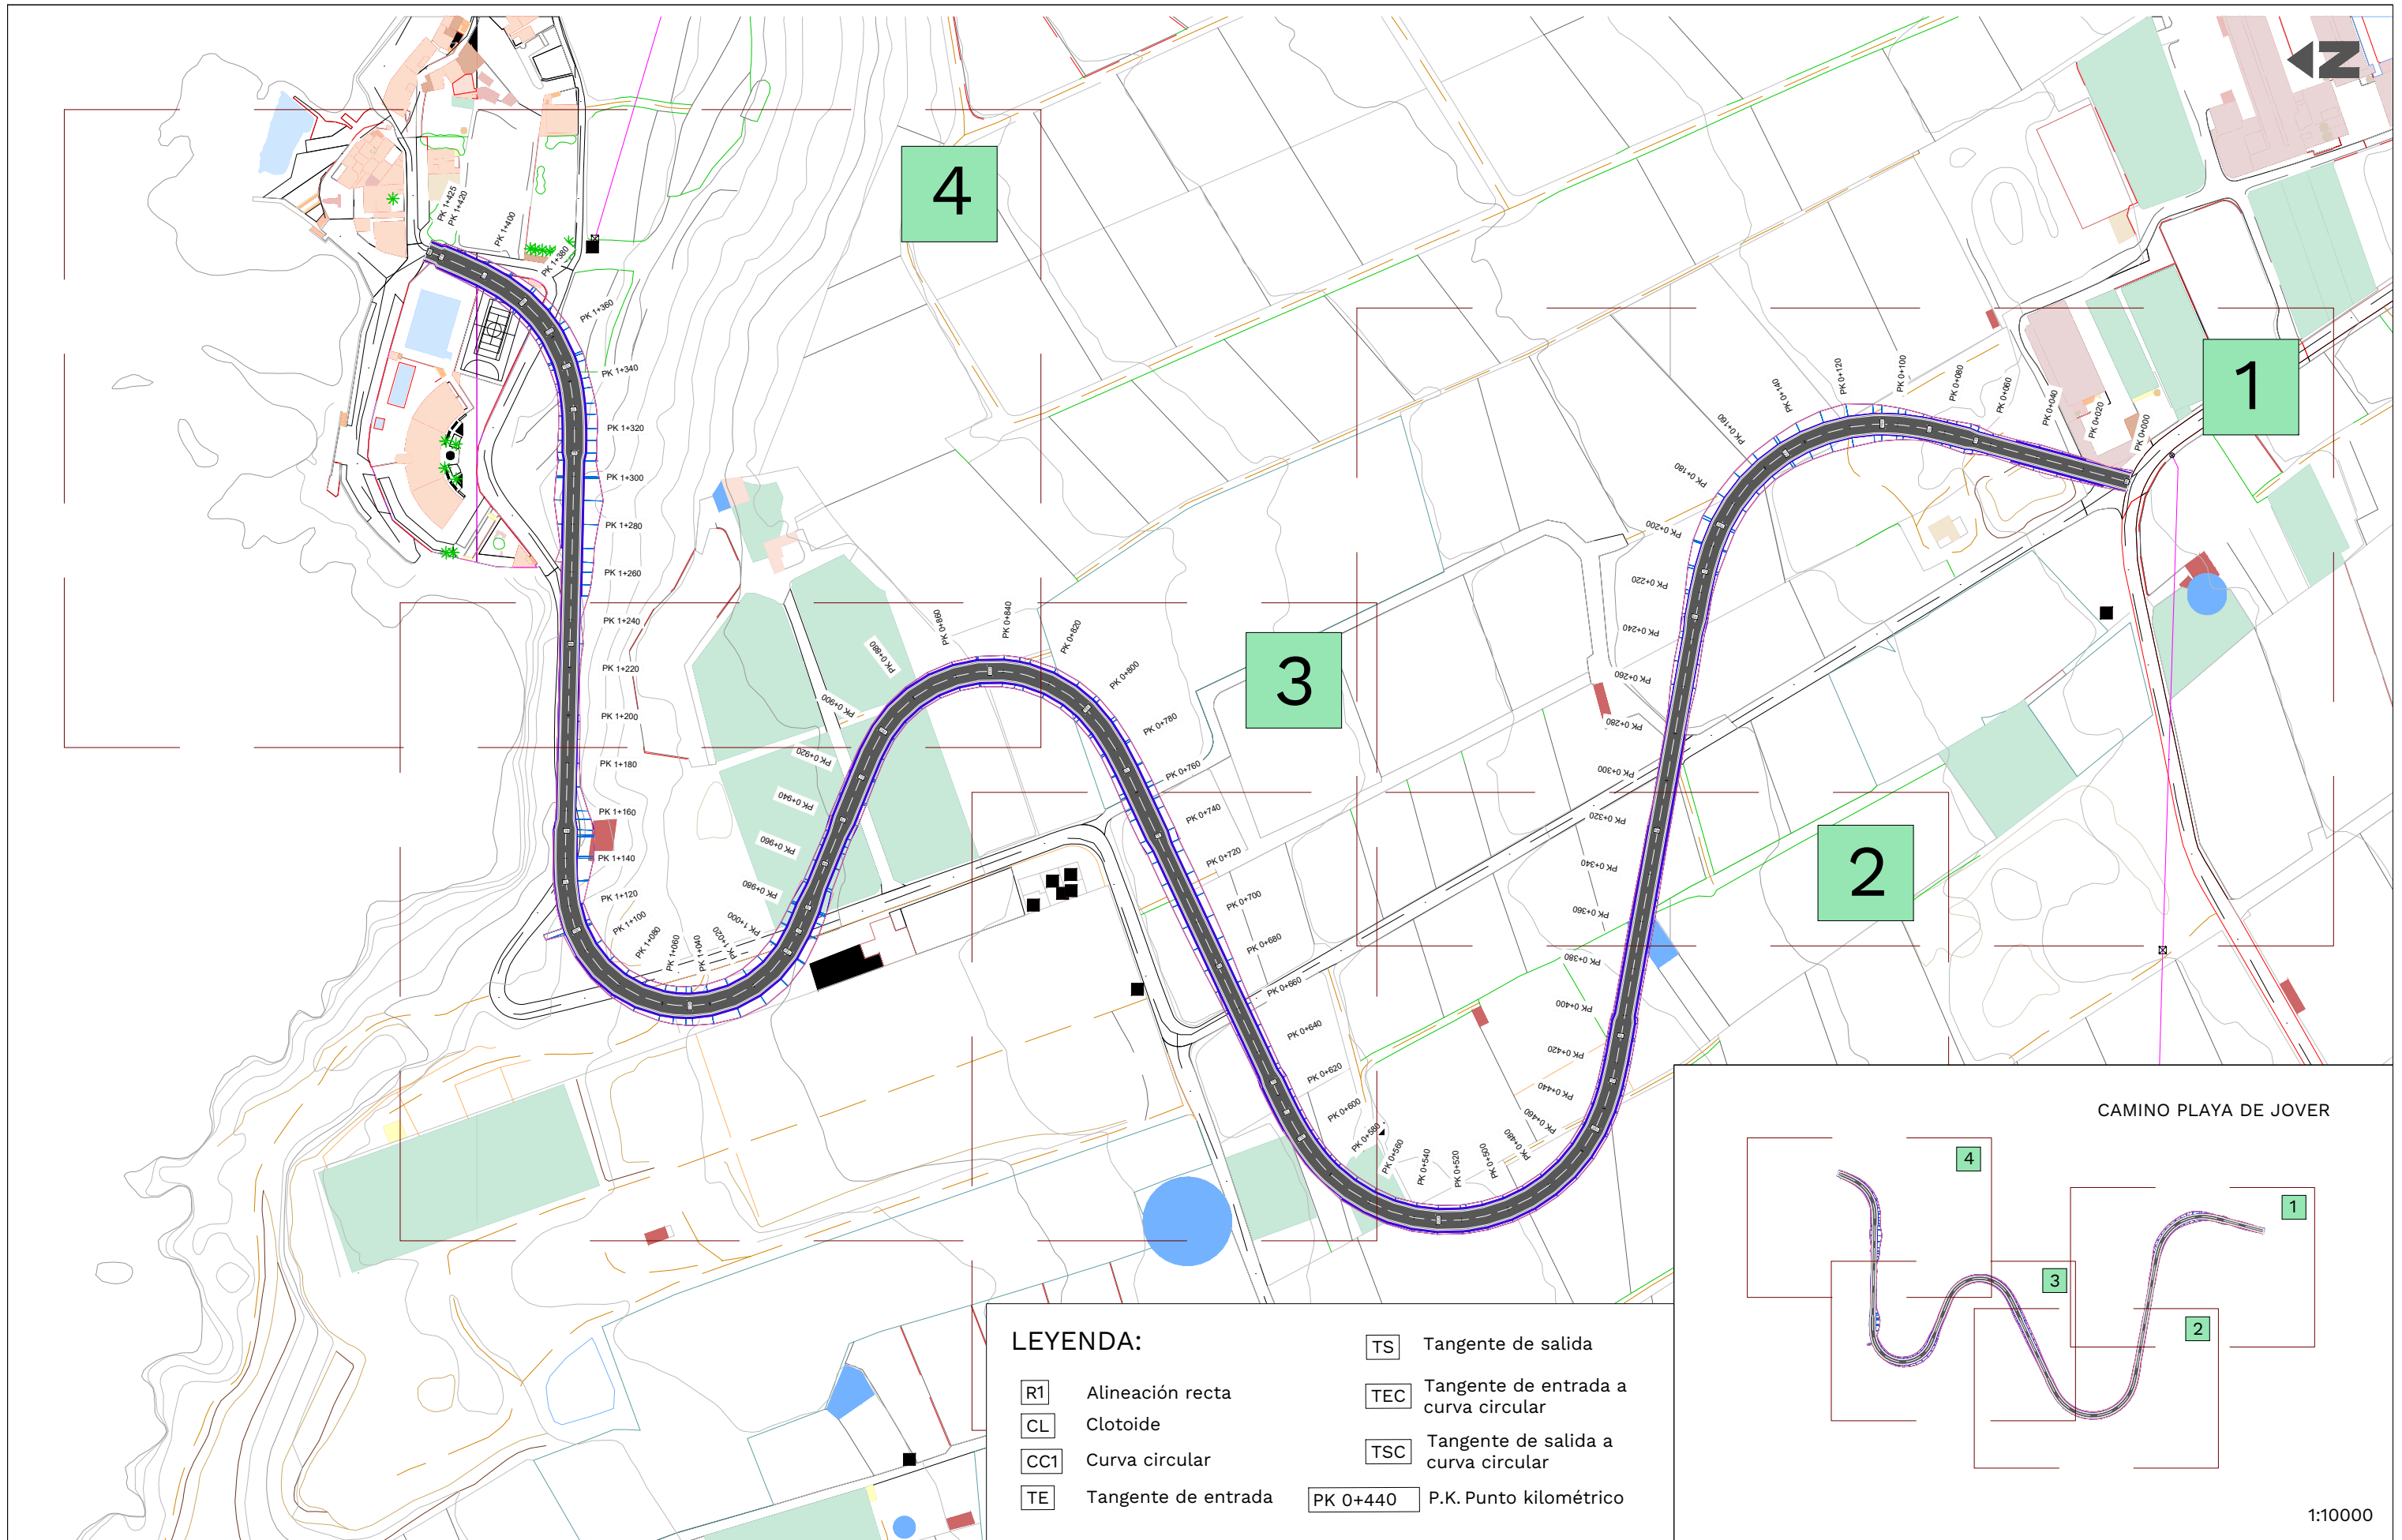 N
4
1
3
2
PK 1+425
PK 1+420
PK 1+400
PK 1+380
PK 1+360
PK 1+340
PK 1+320
PK 1+300
PK 1+280
PK 1+260
PK 1+240
PK 1+220
PK 1+200
PK 1+180
PK 1+160
PK 1+140
PK 1+120
PK 1+100
PK 1+080
PK 1+060
PK 1+040
PK 1+020
PK 1+000
PK 0+980
PK 0+960
PK 0+940
PK 0+920
PK 0+900
PK 0+880
PK 0+860
PK 0+840
PK 0+820
PK 0+800
PK 0+780
PK 0+760
PK 0+740
PK 0+720
PK 0+700
PK 0+680
PK 0+660
PK 0+640
PK 0+620
PK 0+600
PK 0+580
PK 0+560
PK 0+540
PK 0+520
PK 0+500
PK 0+480
PK 0+460
PK 0+440
PK 0+420
PK 0+400
PK 0+380
PK 0+360
PK 0+340
PK 0+320
PK 0+300
PK 0+280
PK 0+260
PK 0+240
PK 0+220
PK 0+200
PK 0+180
PK 0+160
PK 0+140
PK 0+120
PK 0+100
PK 0+080
PK 0+060
PK 0+040
PK 0+020
PK 0+000
LEYENDA:
R1 Alineación recta
CL Clotoide
CC1 Curva circular
TE Tangente de entrada
TS Tangente de salida
TEC Tangente de entrada a
curva circular
TSC Tangente de salida a
curva circular
PK 0+440 P.K. Punto kilométrico
CAMINO PLAYA DE JOVER
4
1
3
2
1:10000